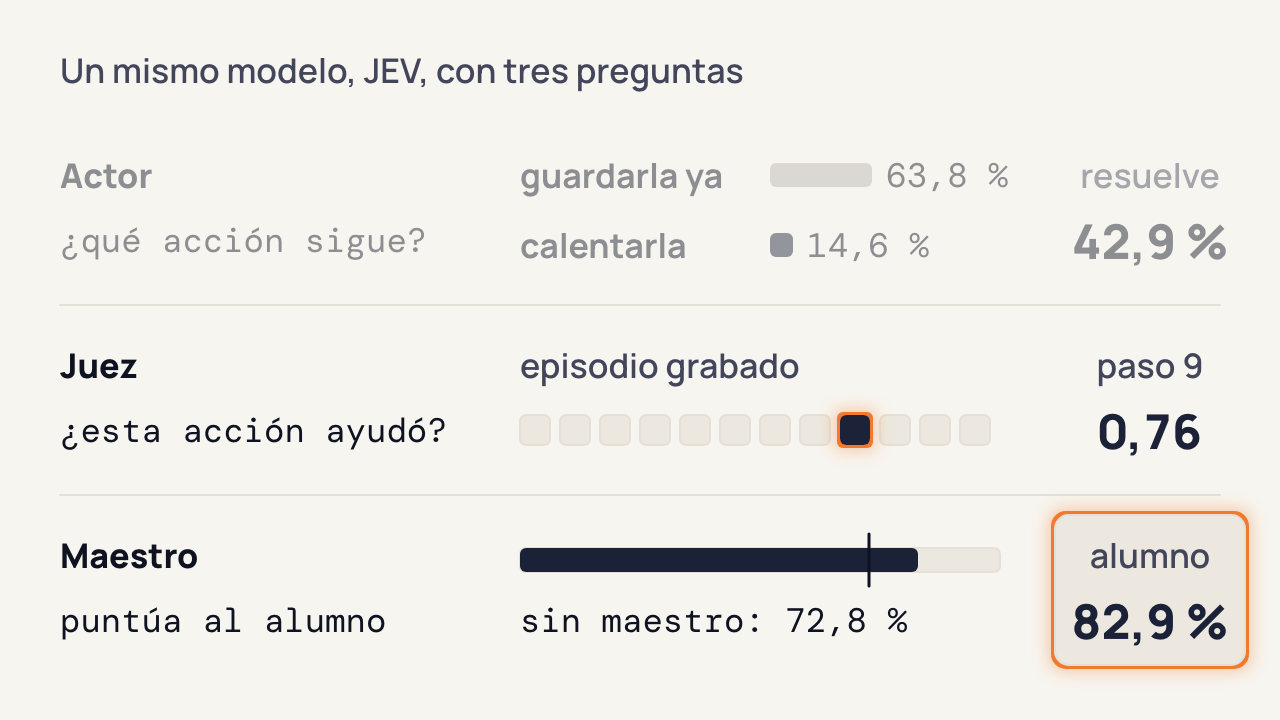 Un mismo modelo, JEV, con tres preguntas
Actor
guardarla ya
63,8 %
resuelve
¿qué acción sigue?
calentarla
14,6 %
42,9 %
Juez
episodio grabado
paso 9
¿esta acción ayudó?
0,76
Maestro
alumno
puntúa al alumno
sin maestro: 72,8 %
82,9 %